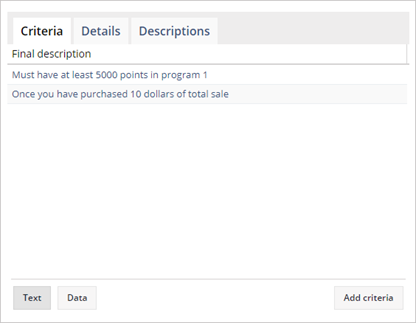 Criteria Details Descriptions
Final description
Must have at least 5000 points in program 1
Once you have purchased 10 dollars of total sale
Text Data Add criteria